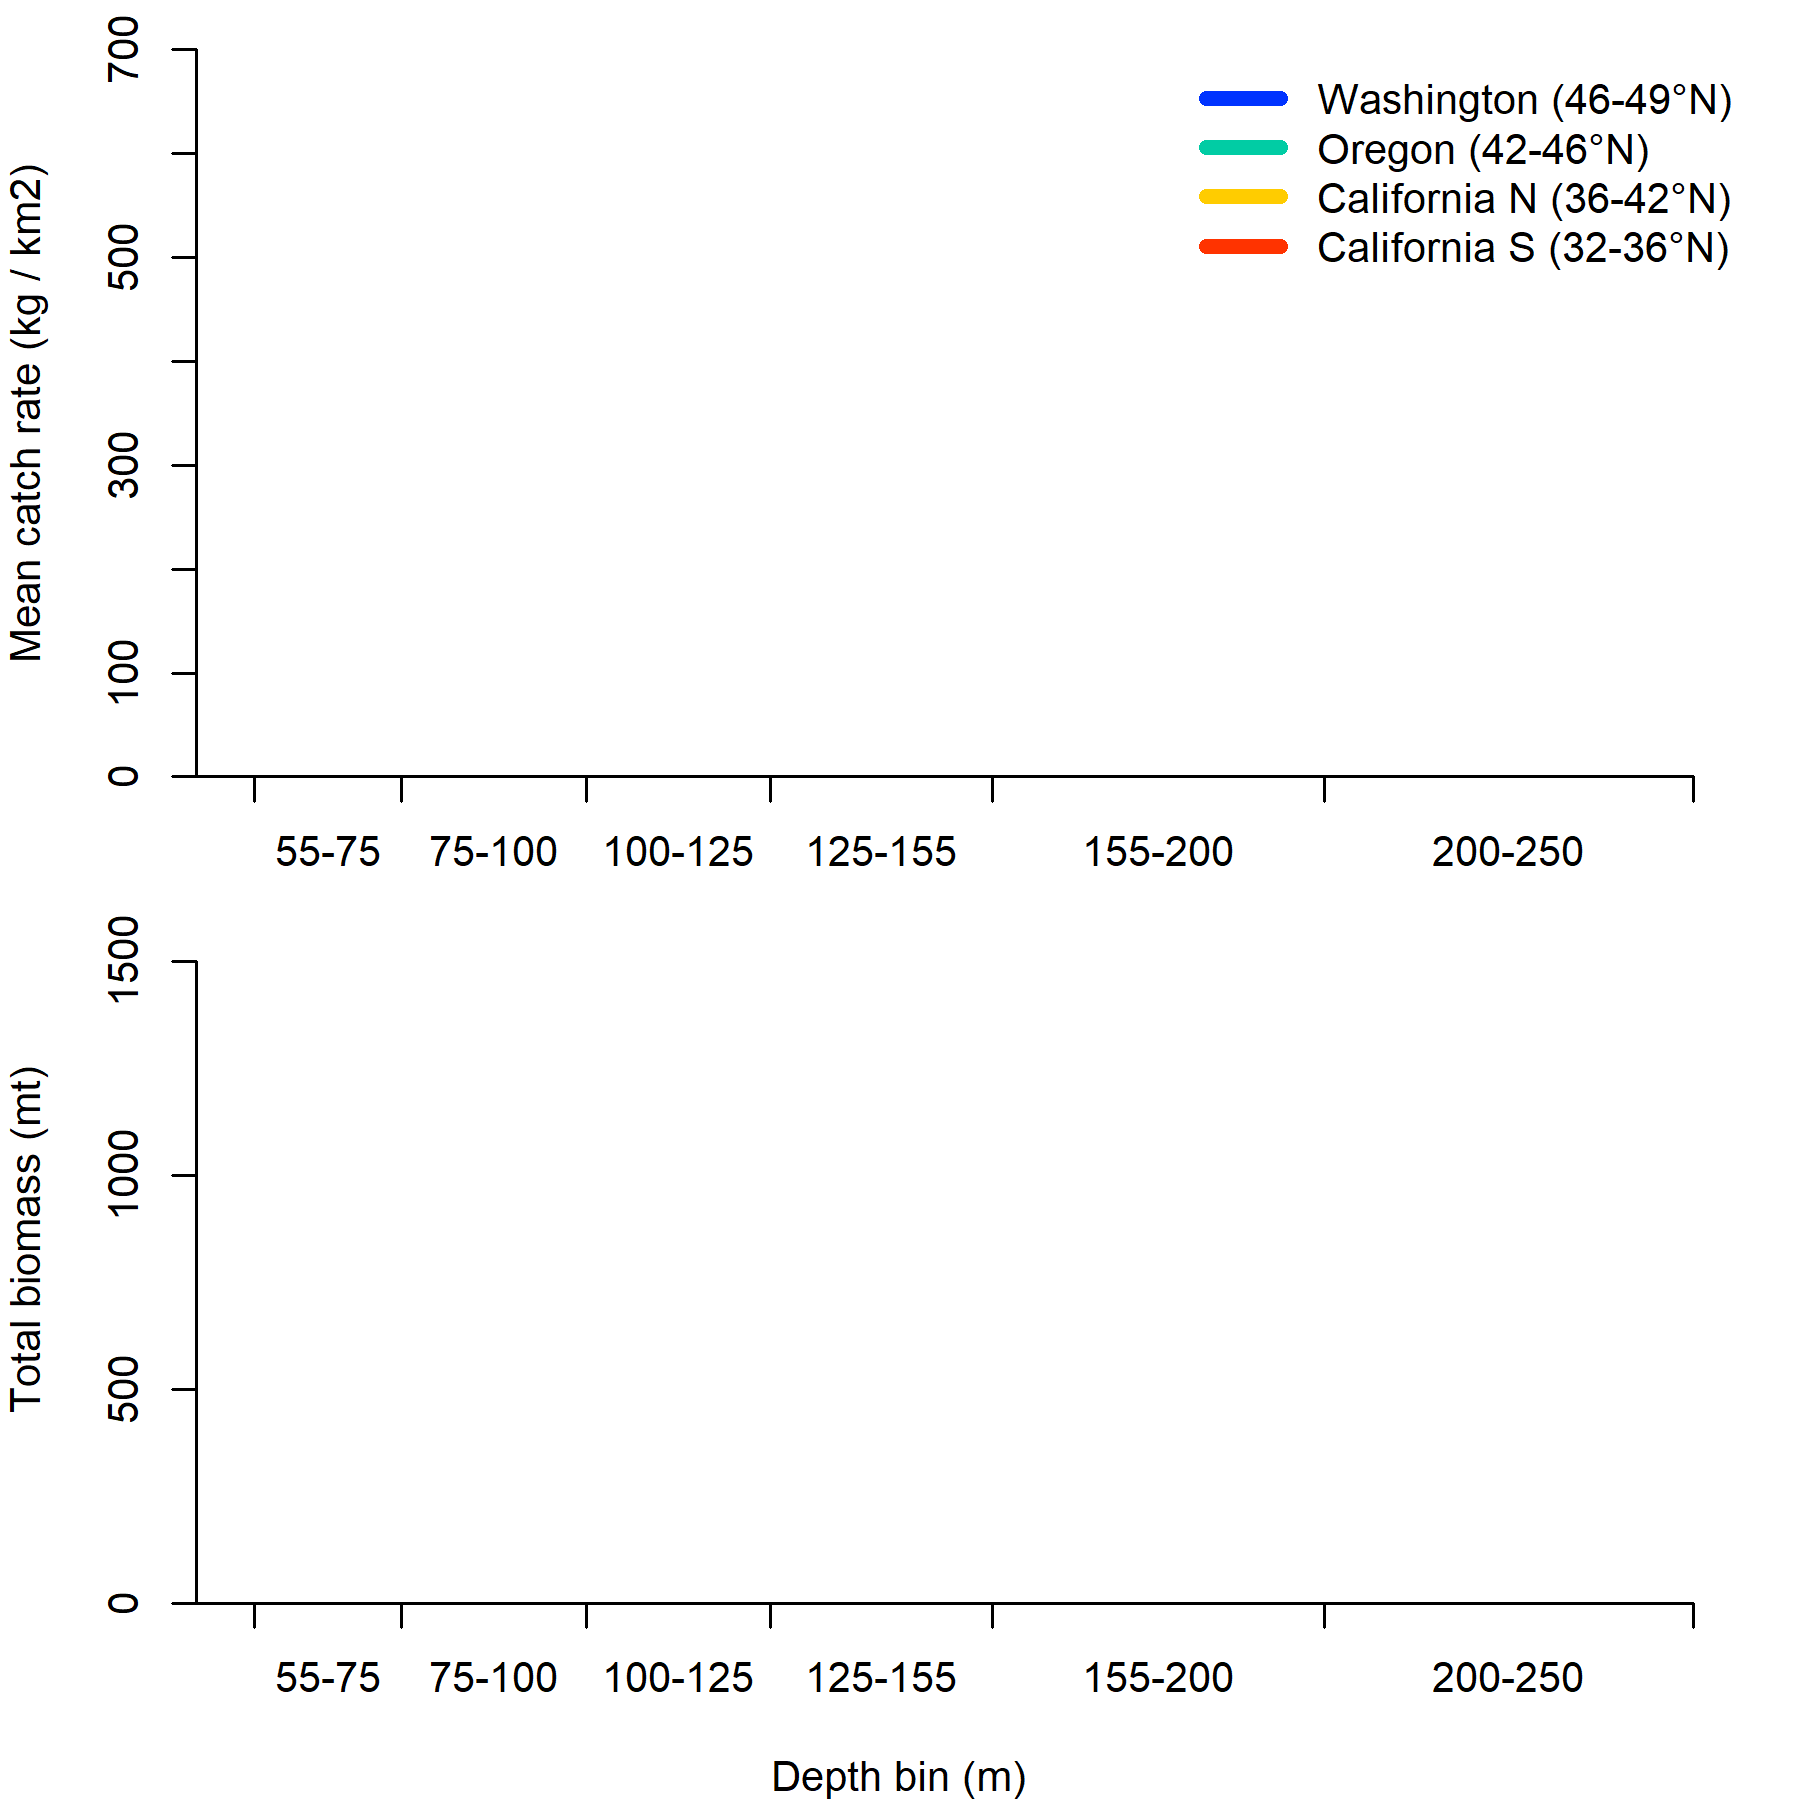 Mean catch rate (kg / km2)
700
500
300
100
0
Washington (46-49°N)
Oregon (42-46°N)
California N (36-42°N)
California S (32-36°N)
55-75 75-100 100-125 125-155 155-200 200-250
Total biomass (mt)
1500
1000
500
0
55-75 75-100 100-125 125-155 155-200 200-250
Depth bin (m)